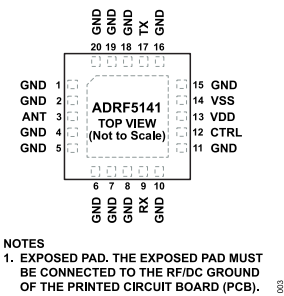 GND GND GND TX GND
20 19 18 17 16
GND 1
GND 2
ANT 3
GND 4
GND 5
ADRF5141
TOP VIEW
(Not to Scale)
15 GND
14 VSS
13 VDD
12 CTRL
11 GND
6 7 8 9 10
GND GND GND RX GND
NOTES
1. EXPOSED PAD. THE EXPOSED PAD MUST
BE CONNECTED TO THE RF/DC GROUND
OF THE PRINTED CIRCUIT BOARD (PCB).
003